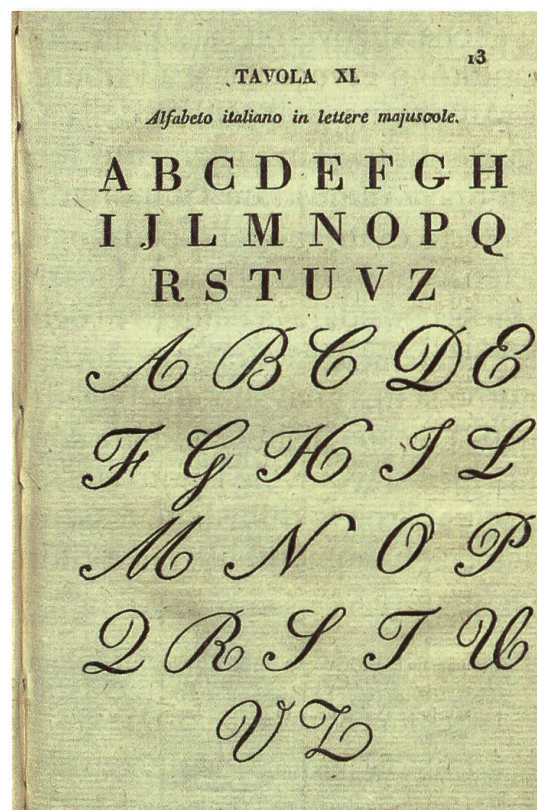 13
TAVOLA XI.
Alfabeto italiano in lettere majuscole.
A B C D E F G H
I J L M N O P Q
R S T U V Z
A B C D E
F G H I L
M N O P
Q R S T U
V Z